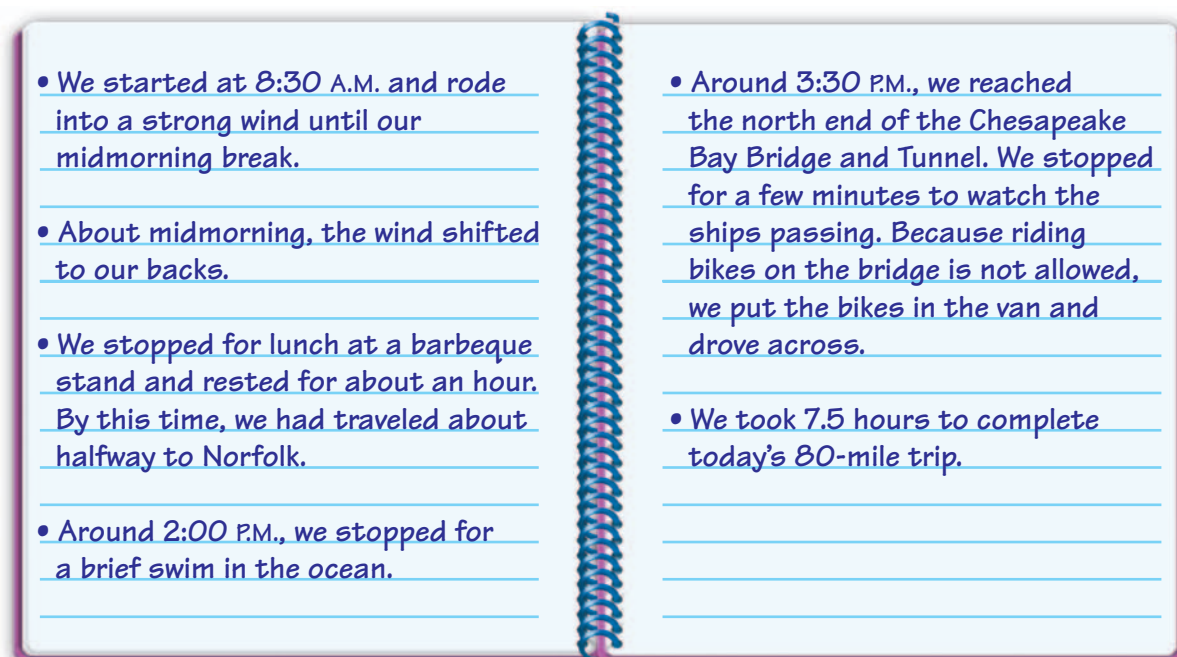 • We started at 8:30 A.M. and rode
into a strong wind until our
midmorning break.
• About midmorning, the wind shifted
to our backs.
• We stopped for lunch at a barbeque
stand and rested for about an hour.
By this time, we had traveled about
halfway to Norfolk.
• Around 2:00 P.M., we stopped for
a brief swim in the ocean.
• Around 3:30 P.M., we reached
the north end of the Chesapeake
Bay Bridge and Tunnel. We stopped
for a few minutes to watch the
ships passing. Because riding
bikes on the bridge is not allowed,
we put the bikes in the van and
drove across.
• We took 7.5 hours to complete
today's 80-mile trip.